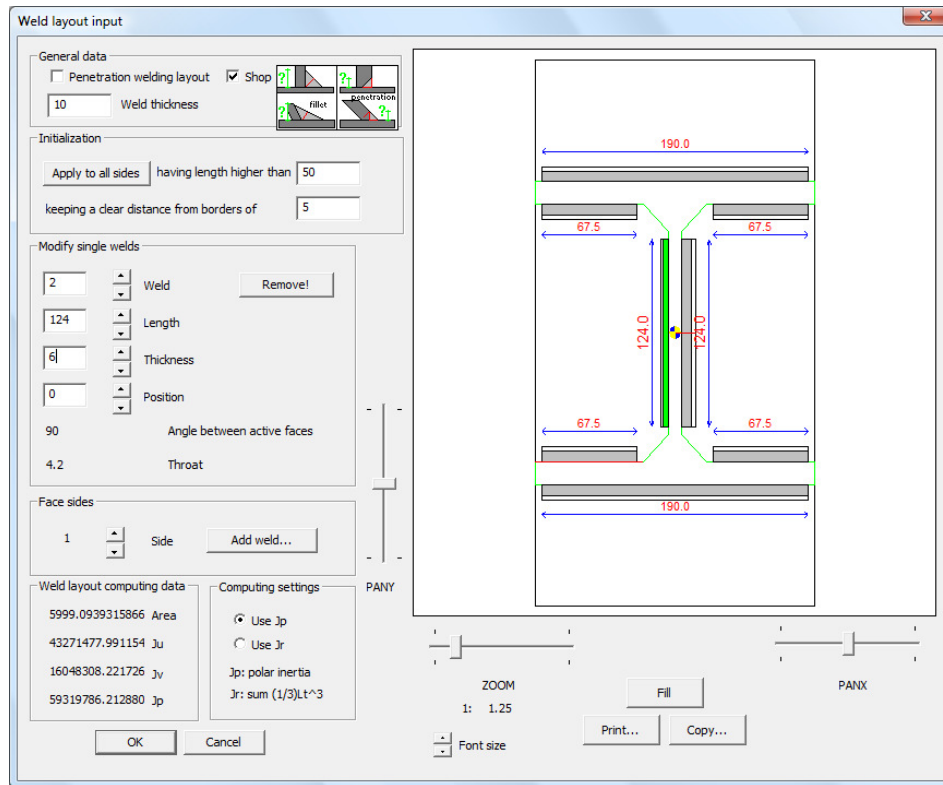 Weld layout input
General data
Penetration welding layout
Shop
10 Weld thickness
? ? ? fillet penetration ?
Initialization
Apply to all sides having length higher than 50
keeping a clear distance from borders of 5
Modify single welds
2 Weld Remove!
124 Length
6 Thickness
0 Position
90 Angle between active faces
4.2 Throat
Face sides
1 Side Add weld...
Weld layout computing data
5999.0939315866 Area
43271477.991154 Ju
16048308.221726 Jv
59319786.212880 Jp
Computing settings
Use Jp
Use Jr
Jp: polar inertia
Jr: sum (1/3)Lt^3
OK Cancel
PANY
190.0
67.5 67.5
124.0 124.0
67.5 67.5
190.0
ZOOM
1: 1.25
Font size
Fill
Print... Copy...
PANX